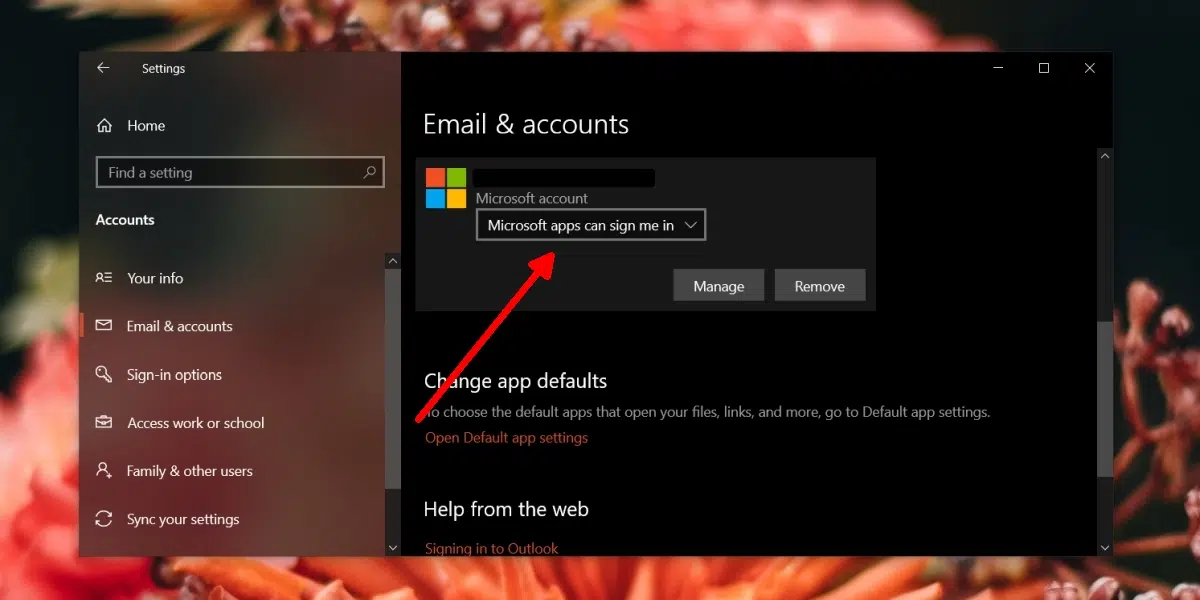 Settings
Home
Find a setting
Accounts
Your info
Email & accounts
Sign-in options
Access work or school
Family & other users
Sync your settings
Email & accounts
Microsoft account
Microsoft apps can sign me in
Manage
Remove
Change app defaults
To choose the default apps that open your files, links, and more, go to Default app settings.
Open Default app settings
Help from the web
Signing in to Outlook